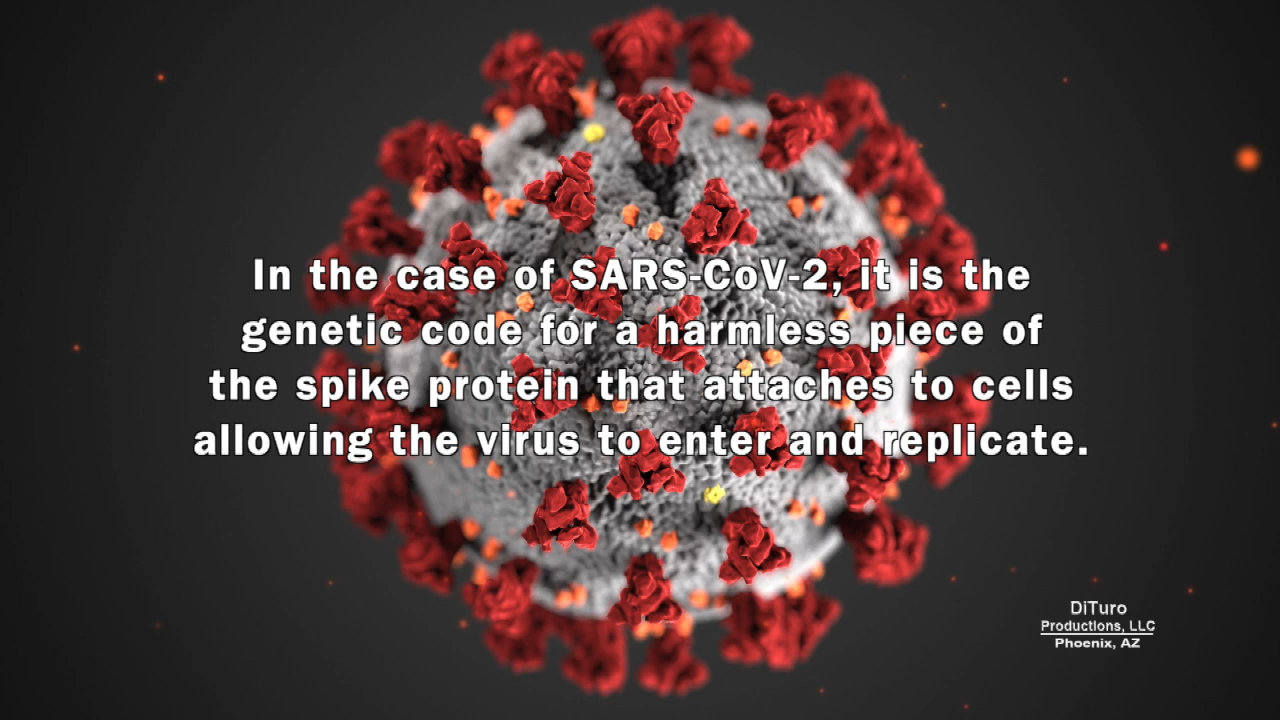 In the case of SARS-CoV-2, it is the
genetic code for a harmless piece of
the spike protein that attaches to cells
allowing the virus to enter and replicate.
DiTuro
Productions, LLC
Phoenix, AZ